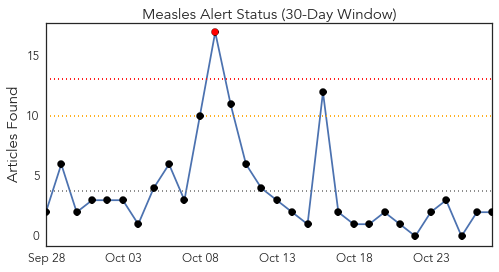 Measles Alert Status (30-Day Window)
Articles Found
15
10
5
0
Sep 28 Oct 03 Oct 08 Oct 13 Oct 18 Oct 23